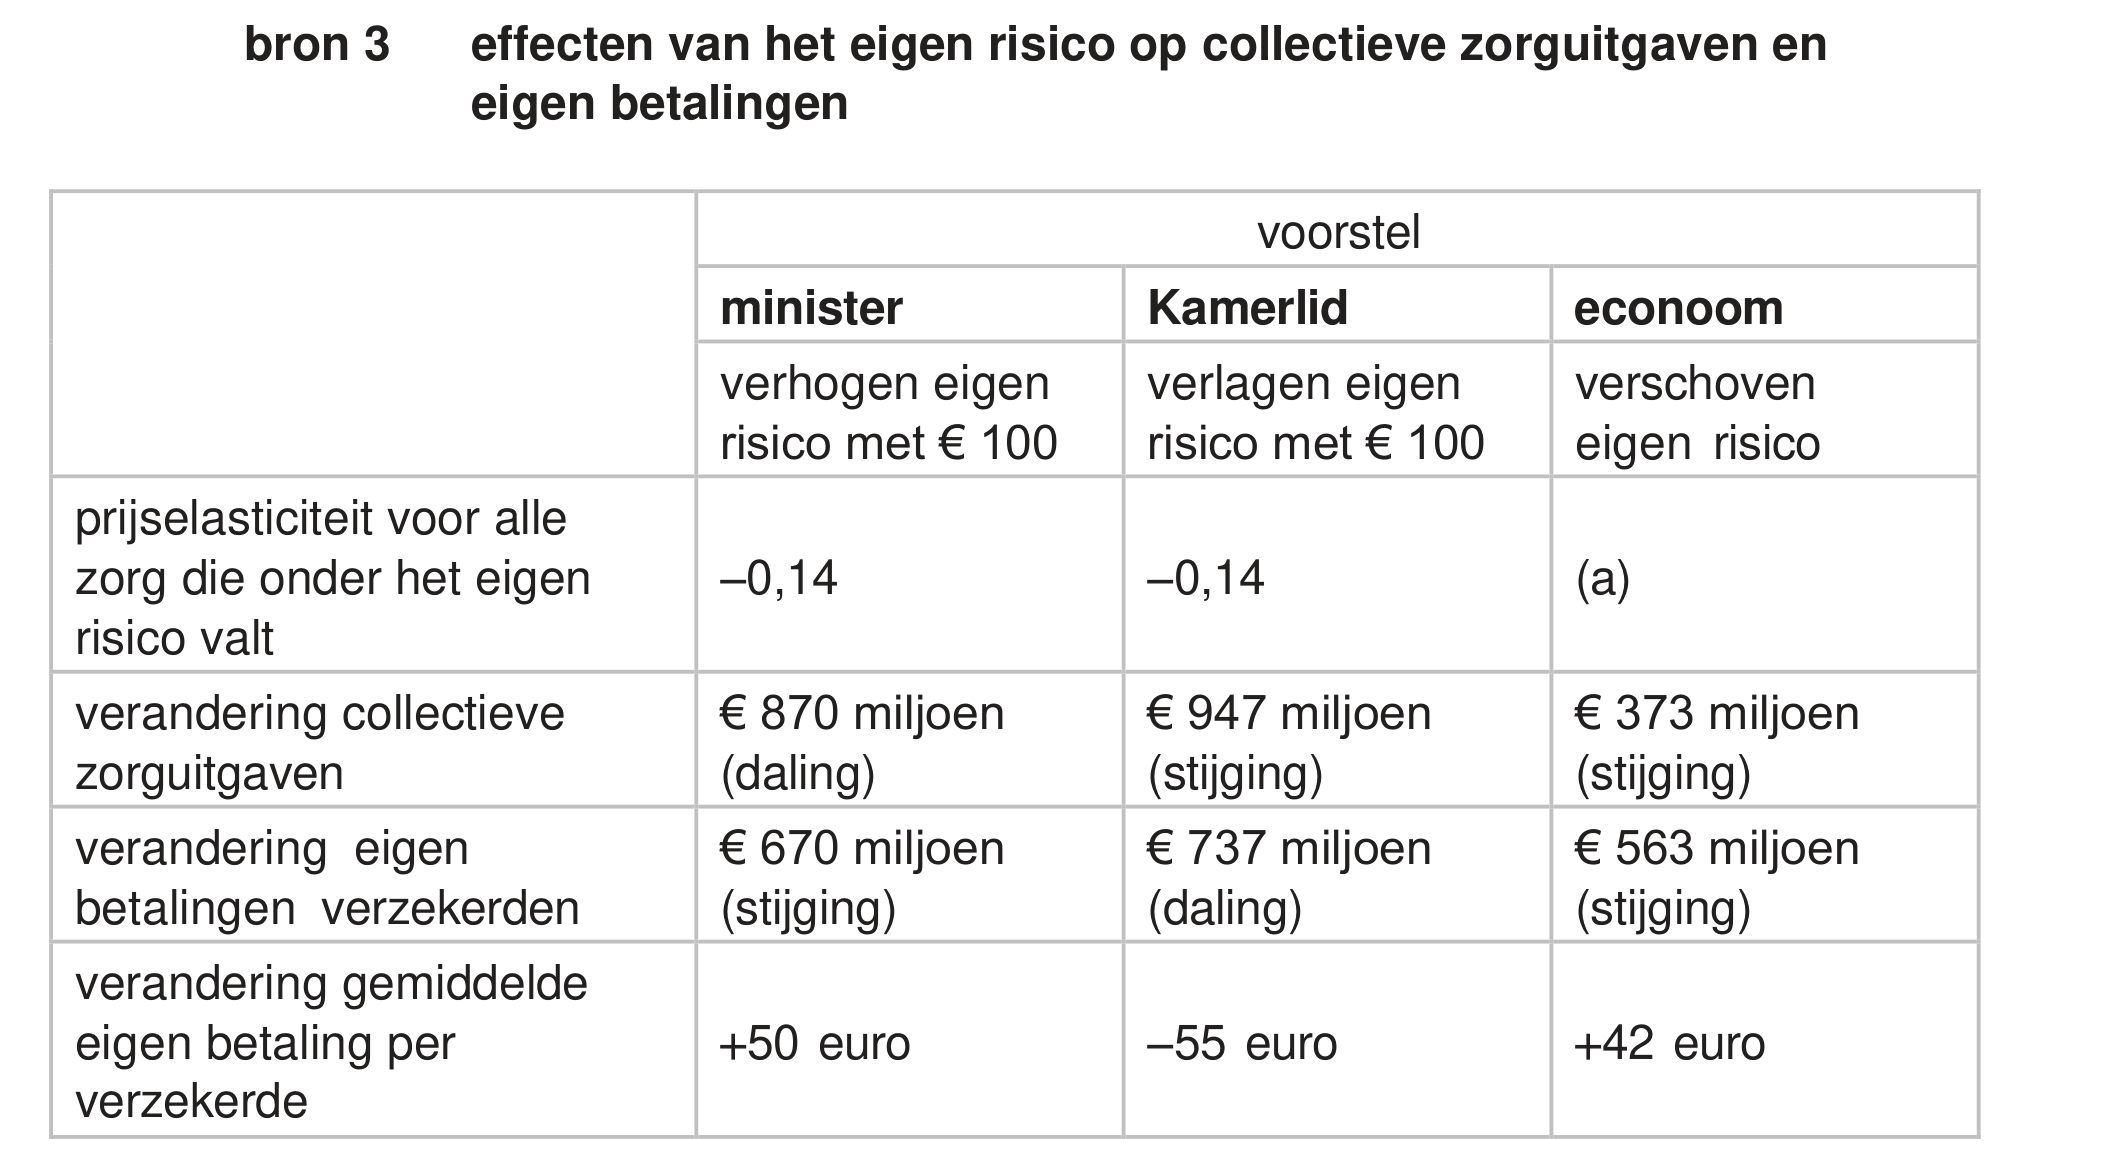 bron 3 effecten van het eigen risico op collectieve zorguitgaven en
eigen betalingen
voorstel
minister Kamerlid econoom
verhogen eigen verlagen eigen verschoven
risico met € 100 risico met € 100 eigen risico
prijselasticiteit voor alle
zorg die onder het eigen –0,14 –0,14 (a)
risico valt
verandering collectieve € 870 miljoen € 947 miljoen € 373 miljoen
zorguitgaven (daling) (stijging) (stijging)
verandering eigen € 670 miljoen € 737 miljoen € 563 miljoen
betalingen verzekerden (stijging) (daling) (stijging)
verandering gemiddelde
eigen betaling per +50 euro –55 euro +42 euro
verzekerde